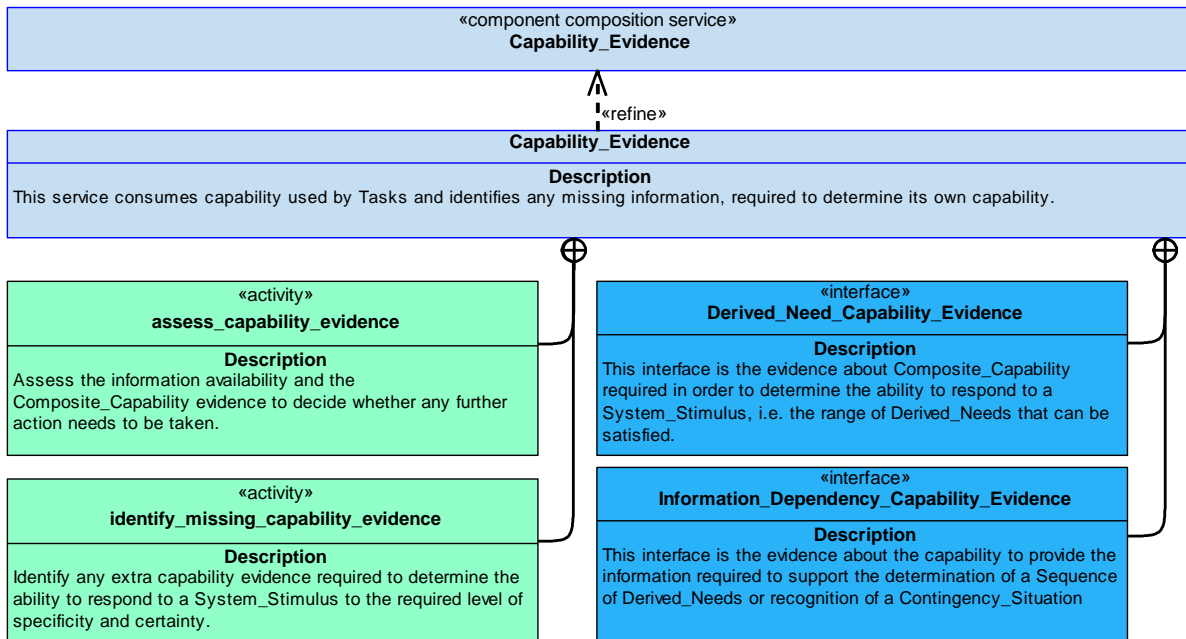 «component composition service»
Capability_Evidence
«refine»
Capability_Evidence
Description
This service consumes capability used by Tasks and identifies any missing information, required to determine its own capability.
«activity»
assess_capability_evidence
Description
Assess the information availability and the
Composite_Capability evidence to decide whether any further
action needs to be taken.
«activity»
identify_missing_capability_evidence
Description
Identify any extra capability evidence required to determine the
ability to respond to a System_Stimulus to the required level of
specificity and certainty.
«interface»
Derived_Need_Capability_Evidence
Description
This interface is the evidence about Composite_Capability
required in order to determine the ability to respond to a
System_Stimulus, i.e. the range of Derived_Needs that can be
satisfied.
«interface»
Information_Dependency_Capability_Evidence
Description
This interface is the evidence about the capability to provide the
information required to support the determination of a Sequence
of Derived_Needs or recognition of a Contingency_Situation